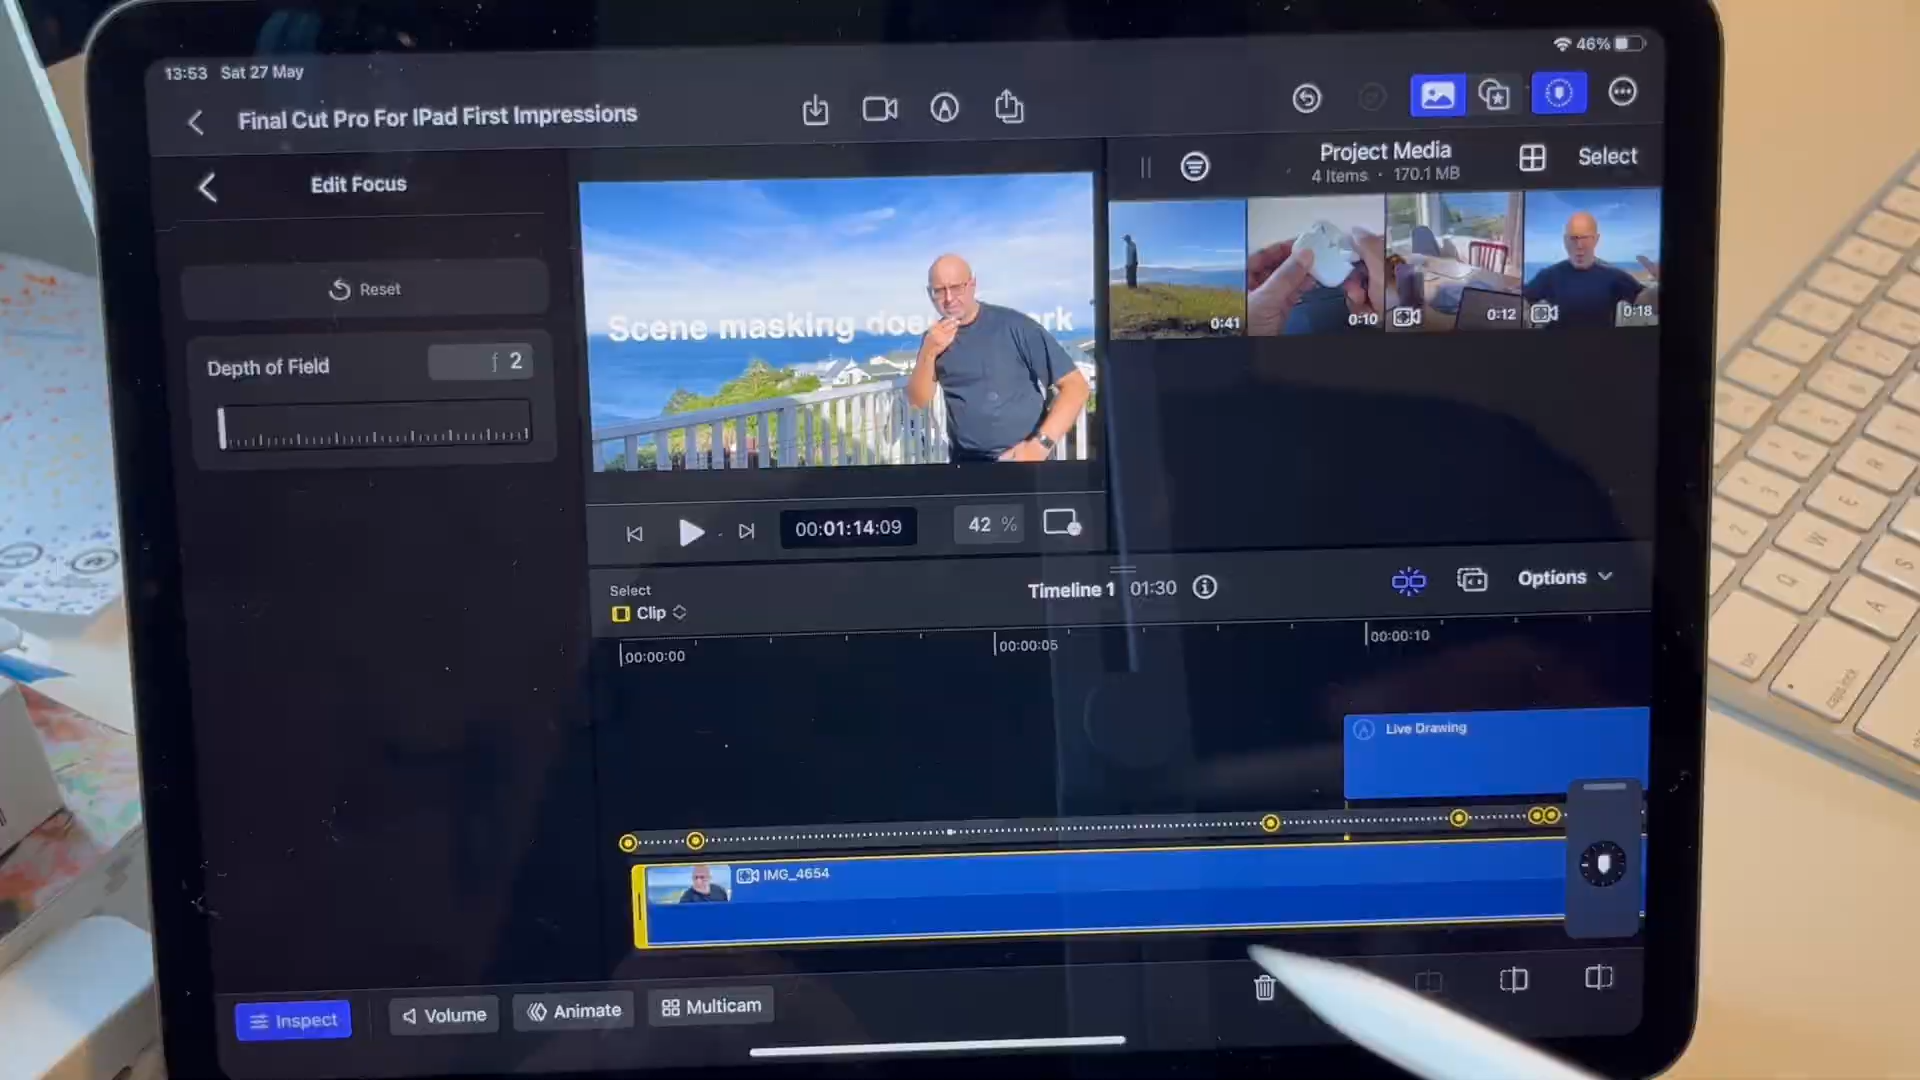 13:53 Sat 27 May
46%
Final Cut Pro For IPad First Impressions
Edit Focus
Reset
Depth of Field
f 2
Scene masking
Project Media
4 Items · 170.1 MB
Select
0:41
0:10
0:12
0:18
00:01:14:09
42 %
Select
Clip
Timeline 1 01:30
Options
00:00:00
00:00:05
00:00:10
Live Drawing
IMG_4654
Inspect
Volume
Animate
Multicam
caps lock